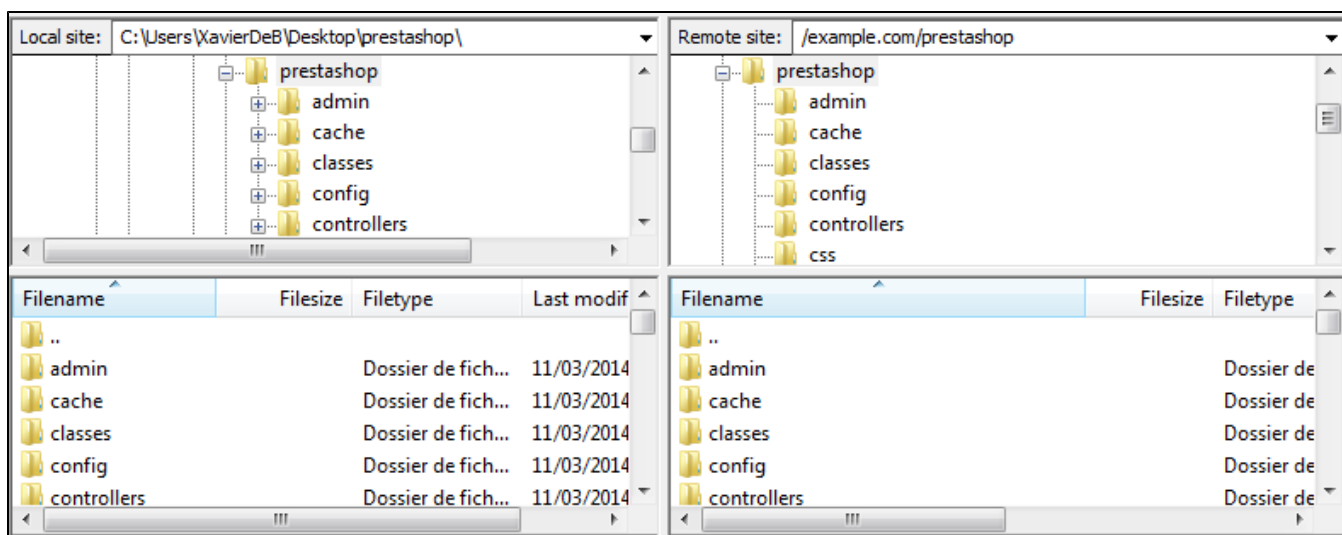 Local site: C:\Users\XavierDeB\Desktop\prestashop\
prestashop
admin
cache
classes
config
controllers
Filename Filesize Filetype Last modif
..
admin Dossier de fich... 11/03/2014
cache Dossier de fich... 11/03/2014
classes Dossier de fich... 11/03/2014
config Dossier de fich... 11/03/2014
controllers Dossier de fich... 11/03/2014
Remote site: /example.com/prestashop
prestashop
admin
cache
classes
config
controllers
css
Filename Filesize Filetype
..
admin Dossier de
cache Dossier de
classes Dossier de
config Dossier de
controllers Dossier de